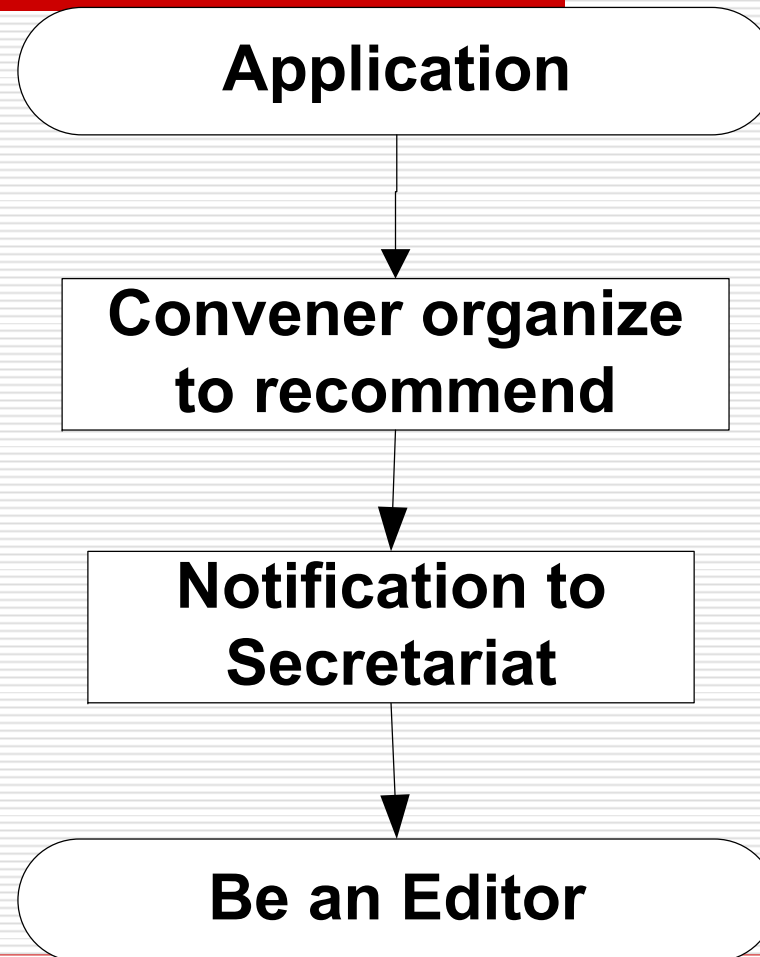 Application
Convener organize
to recommend
Notification to
Secretariat
Be an Editor